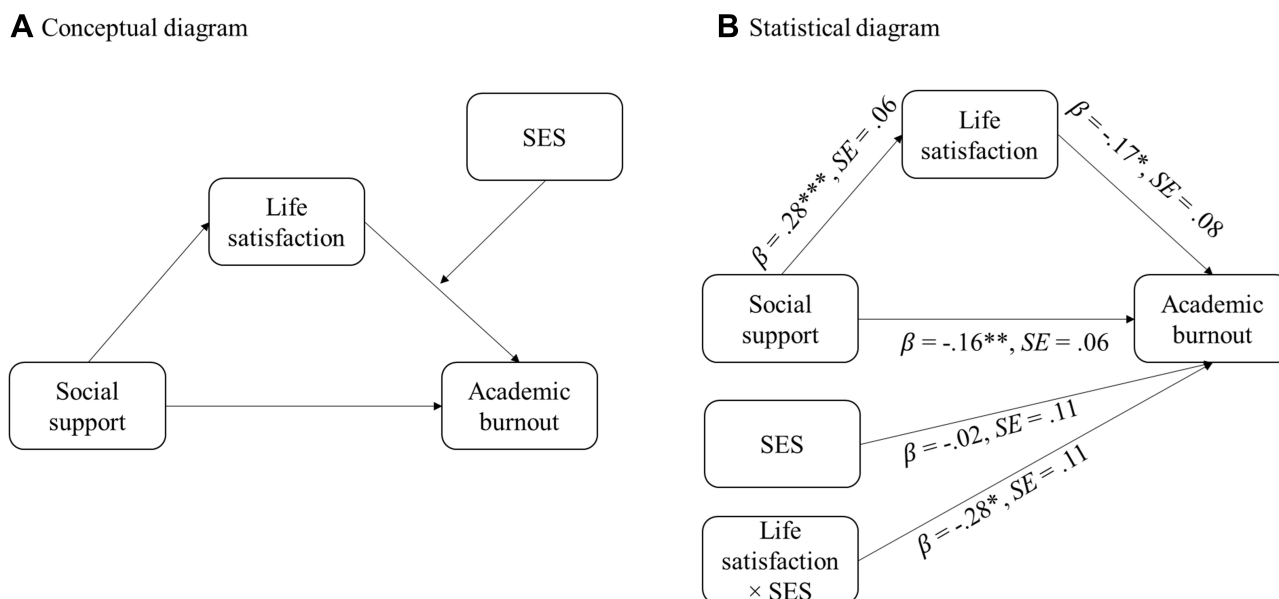 A Conceptual diagram
SES
Life
satisfaction
Social
support
Academic
burnout
B Statistical diagram
β = .28***, SE = .06
Life
satisfaction
β = -.17*, SE = .08
Social
support
β = -.16**, SE = .06
Academic
burnout
SES
β = -.02, SE = .11
β = -.28*, SE = .11
Life
satisfaction
× SES